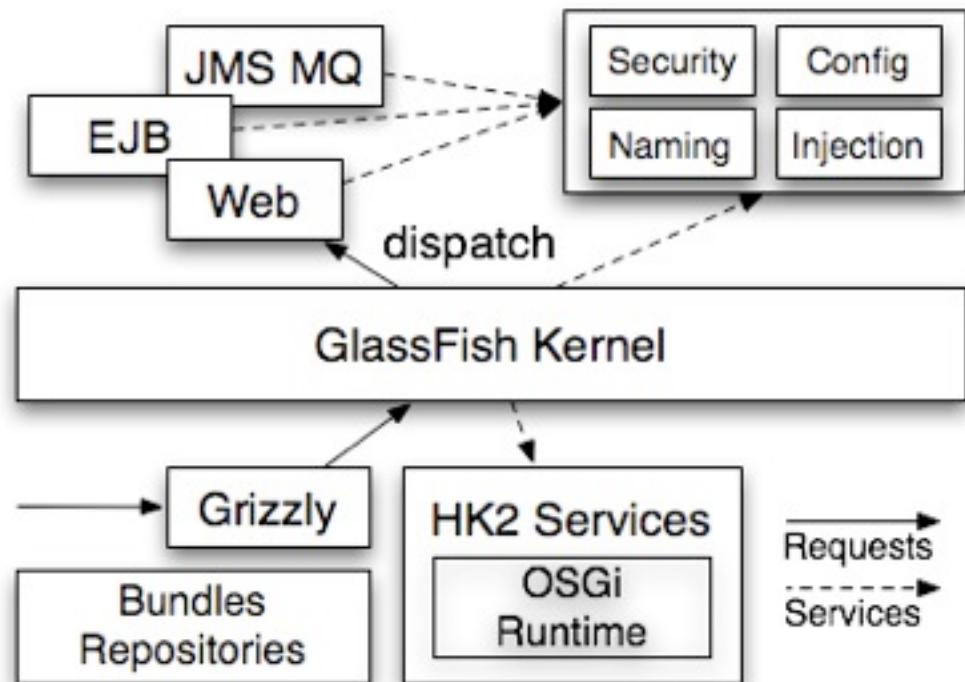 JMS MQ
EJB
Web
Security
Config
Naming
Injection
dispatch
GlassFish Kernel
Grizzly
HK2 Services
OSGi
Runtime
Bundles
Repositories
Requests
Services